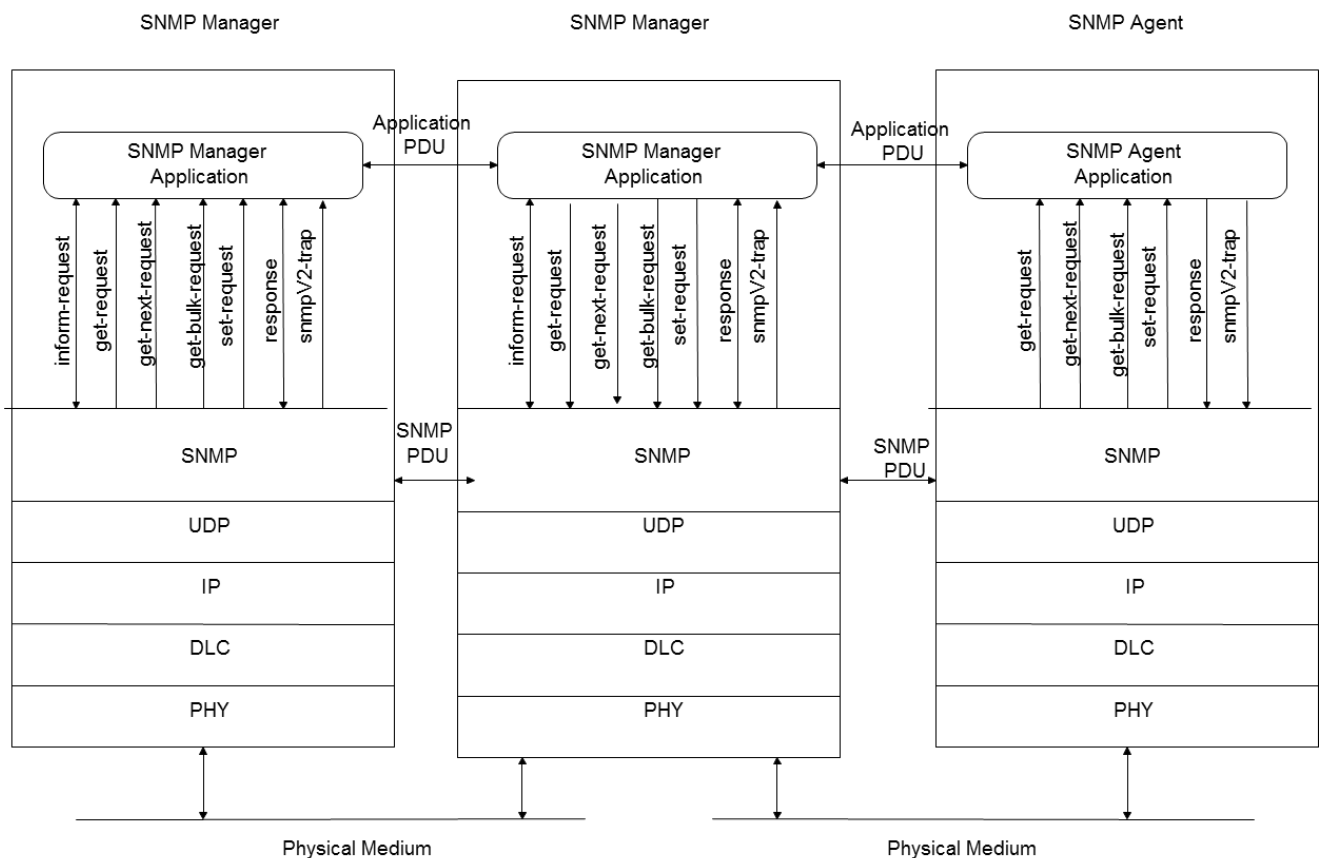 SNMP Manager
SNMP Manager
SNMP Agent
SNMP Manager
Application
Application
PDU
SNMP Manager
Application
Application
PDU
SNMP Agent
Application
inform-request
get-request
get-next-request
get-bulk-request
set-request
response
snmpV2-trap
inform-request
get-request
get-next-request
get-bulk-request
set-request
response
snmpV2-trap
get-request
get-next-request
get-bulk-request
set-request
response
snmpV2-trap
SNMP
SNMP
PDU
SNMP
SNMP
PDU
SNMP
UDP
UDP
UDP
IP
IP
IP
DLC
DLC
DLC
PHY
PHY
PHY
Physical Medium
Physical Medium